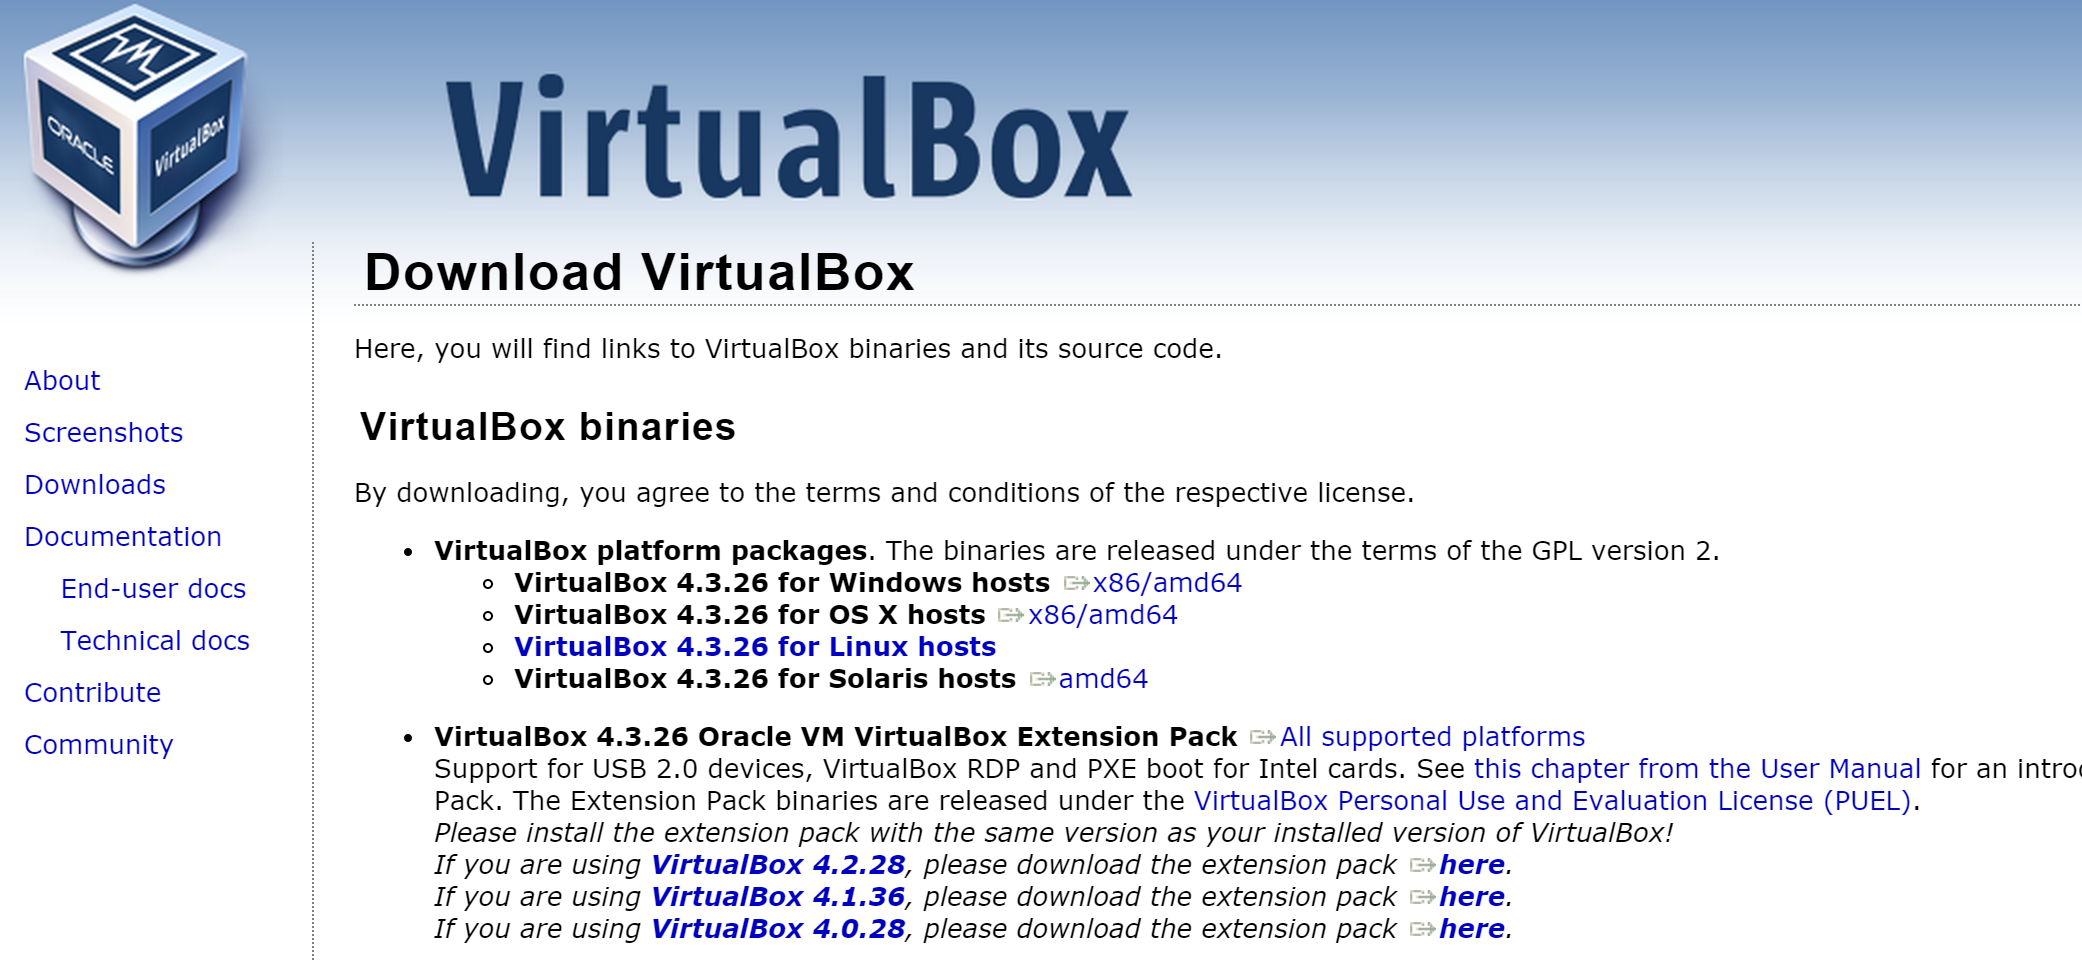 ORACLE
VirtualBox
VirtualBox
Download VirtualBox
Here, you will find links to VirtualBox binaries and its source code.
About
Screenshots
Downloads
Documentation
End-user docs
Technical docs
Contribute
Community
VirtualBox binaries
By downloading, you agree to the terms and conditions of the respective license.
• VirtualBox platform packages. The binaries are released under the terms of the GPL version 2.
◦ VirtualBox 4.3.26 for Windows hosts x86/amd64
◦ VirtualBox 4.3.26 for OS X hosts x86/amd64
◦ VirtualBox 4.3.26 for Linux hosts
◦ VirtualBox 4.3.26 for Solaris hosts amd64
• VirtualBox 4.3.26 Oracle VM VirtualBox Extension Pack All supported platforms
Support for USB 2.0 devices, VirtualBox RDP and PXE boot for Intel cards. See this chapter from the User Manual for an
Pack. The Extension Pack binaries are released under the VirtualBox Personal Use and Evaluation License (PUEL).
Please install the extension pack with the same version as your installed version of VirtualBox!
If you are using VirtualBox 4.2.28, please download the extension pack here.
If you are using VirtualBox 4.1.36, please download the extension pack here.
If you are using VirtualBox 4.0.28, please download the extension pack here.